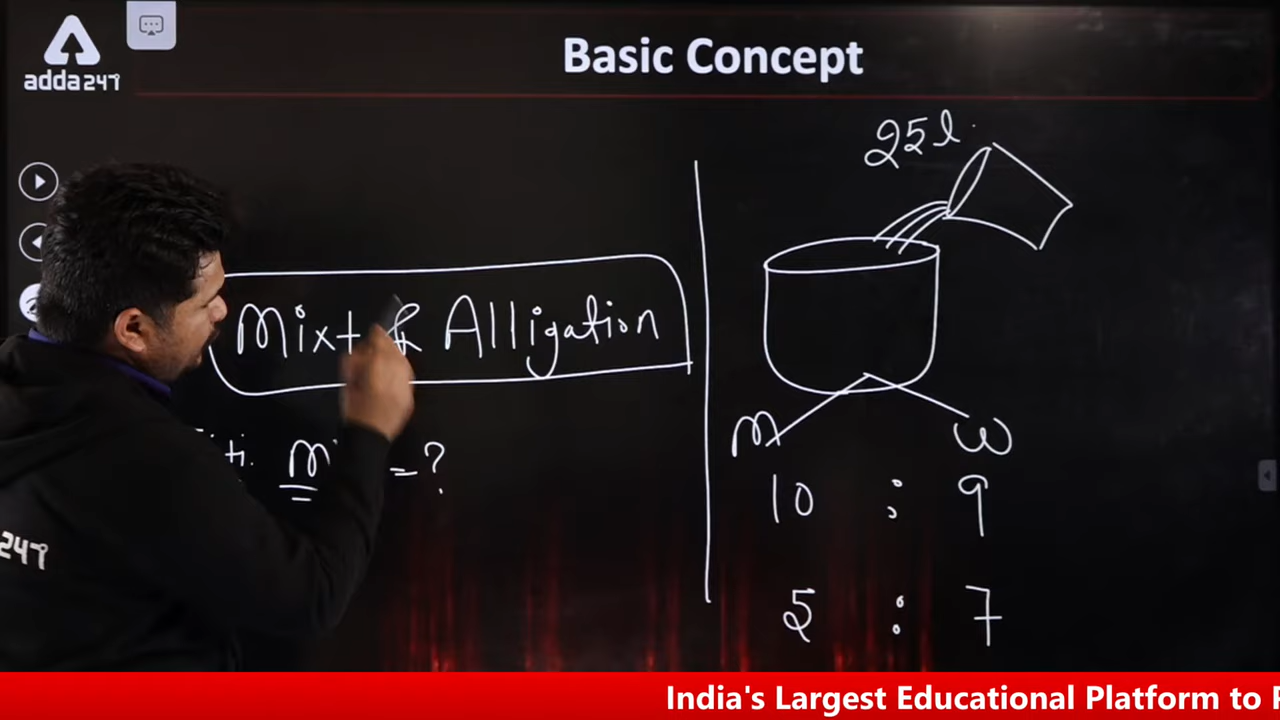 adda247
Basic Concept
25l.
Mixt & Alligation
M W
10 : 9
= ?
5 : 7
247
India's Largest Educational Platform to